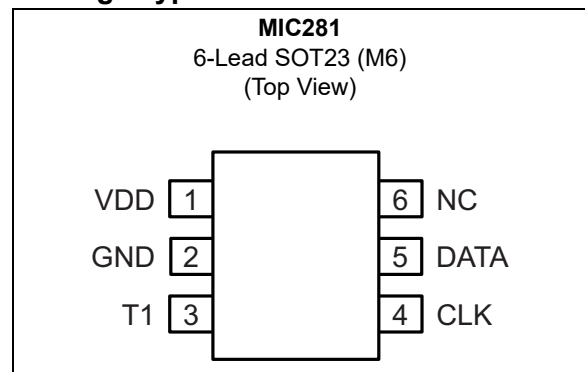 MIC281
6-Lead SOT23 (M6)
(Top View)
VDD 1 6 NC
GND 2 5 DATA
T1 3 4 CLK